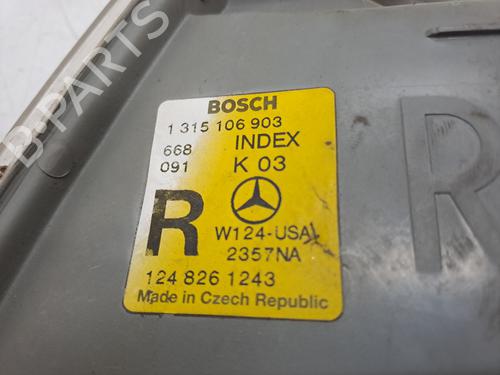 BOSCH
1 315 106 903
668 INDEX
091 K 03
R
W124-USA
2357NA
124 826 1243
Made in Czech Republic
R
B-PARTS